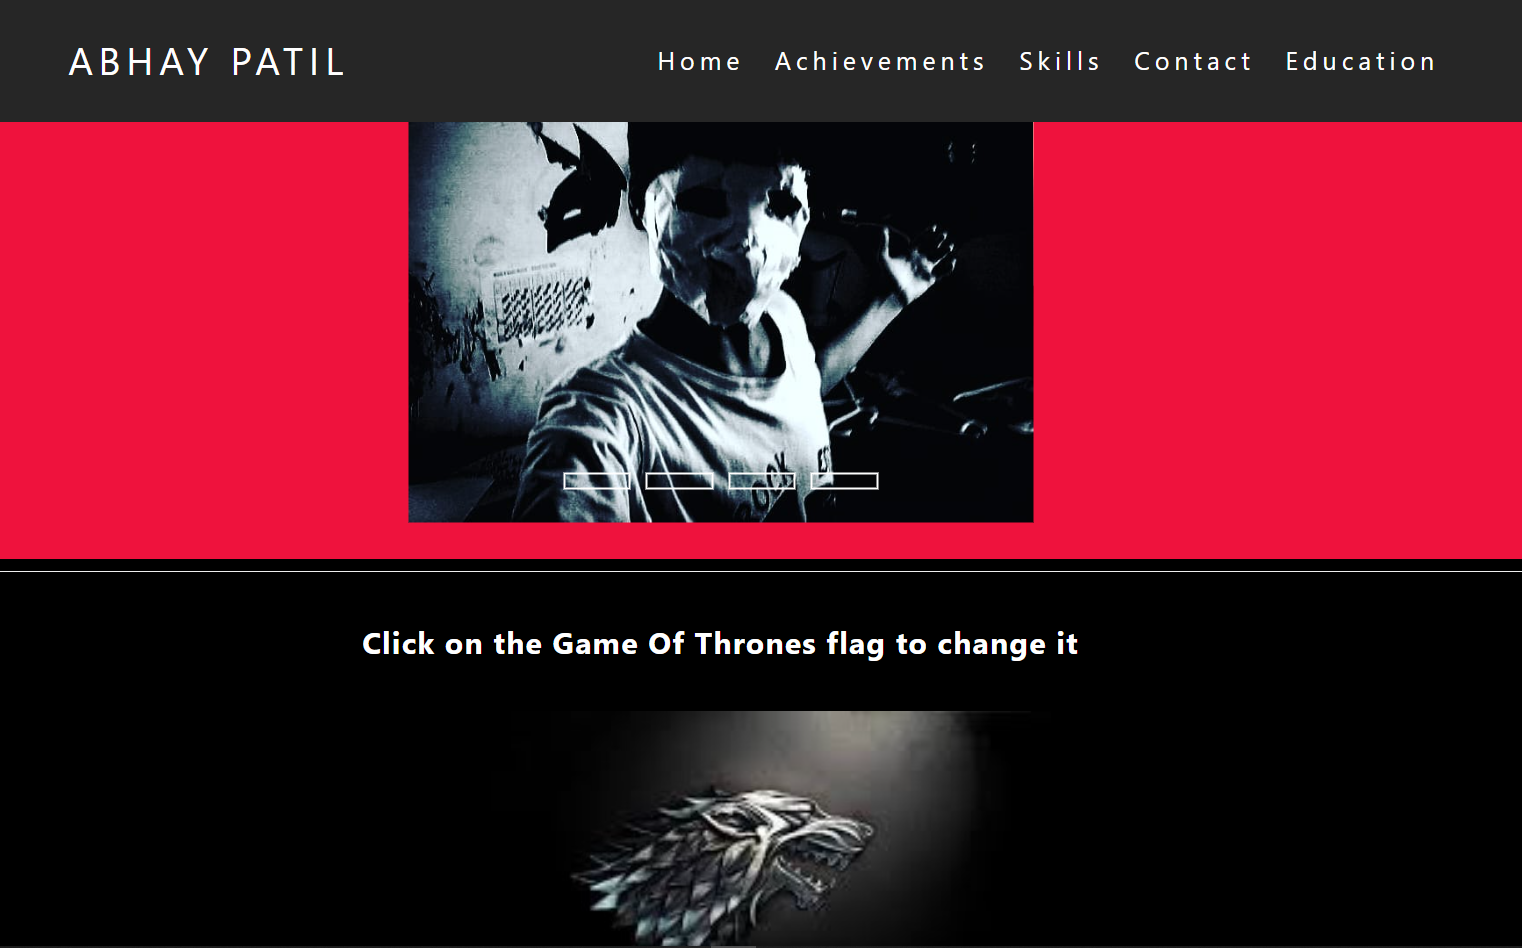 ABHAY PATIL
Home Achievements Skills Contact Education
Click on the Game Of Thrones flag to change it